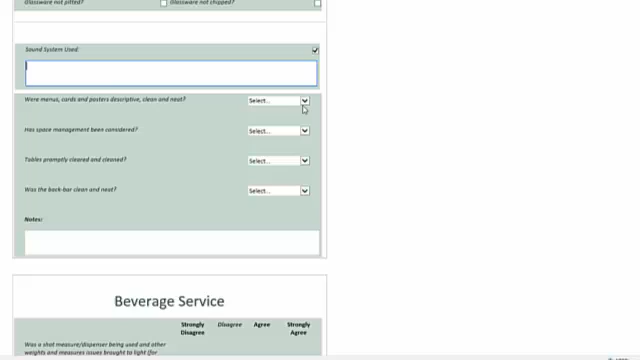 Glassware not pitted? Glassware not chipped?
Sound System Used:
Were menus, cards and posters descriptive, clean and neat? Select...
Has space management been considered? Select...
Tables promptly cleared and cleaned? Select...
Was the back-bar clean and neat? Select...
Notes:
Beverage Service
Strongly Disagree Disagree Agree Strongly Agree
Was a shot measure/dispenser being used and other
weights and measures issues brought to light (for